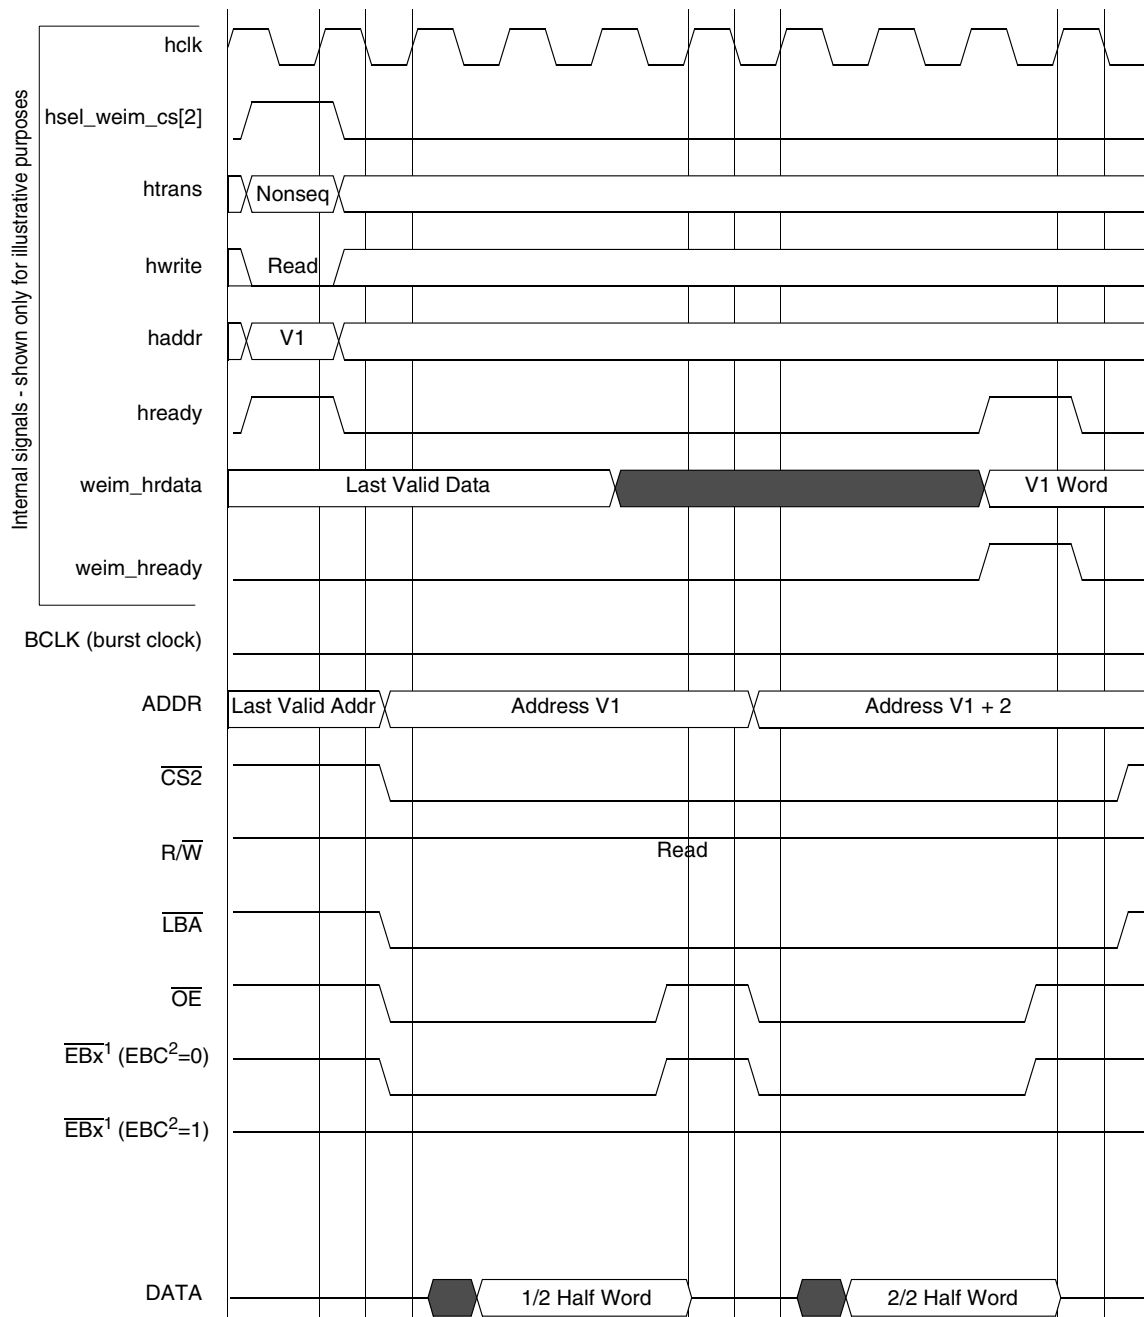 Internal signals - shown only for illustrative purposes
hclk
hsel_weim_cs[2]
htrans
Nonseq
hwrite
Read
haddr
V1
hready
weim_hrdata
Last Valid Data
V1 Word
weim_hready
BCLK (burst clock)
ADDR
Last Valid Addr
Address V1
Address V1 + 2
CS2
R/W
Read
LBA
OE
EBx¹ (EBC²=0)
EBx¹ (EBC²=1)
DATA
1/2 Half Word
2/2 Half Word